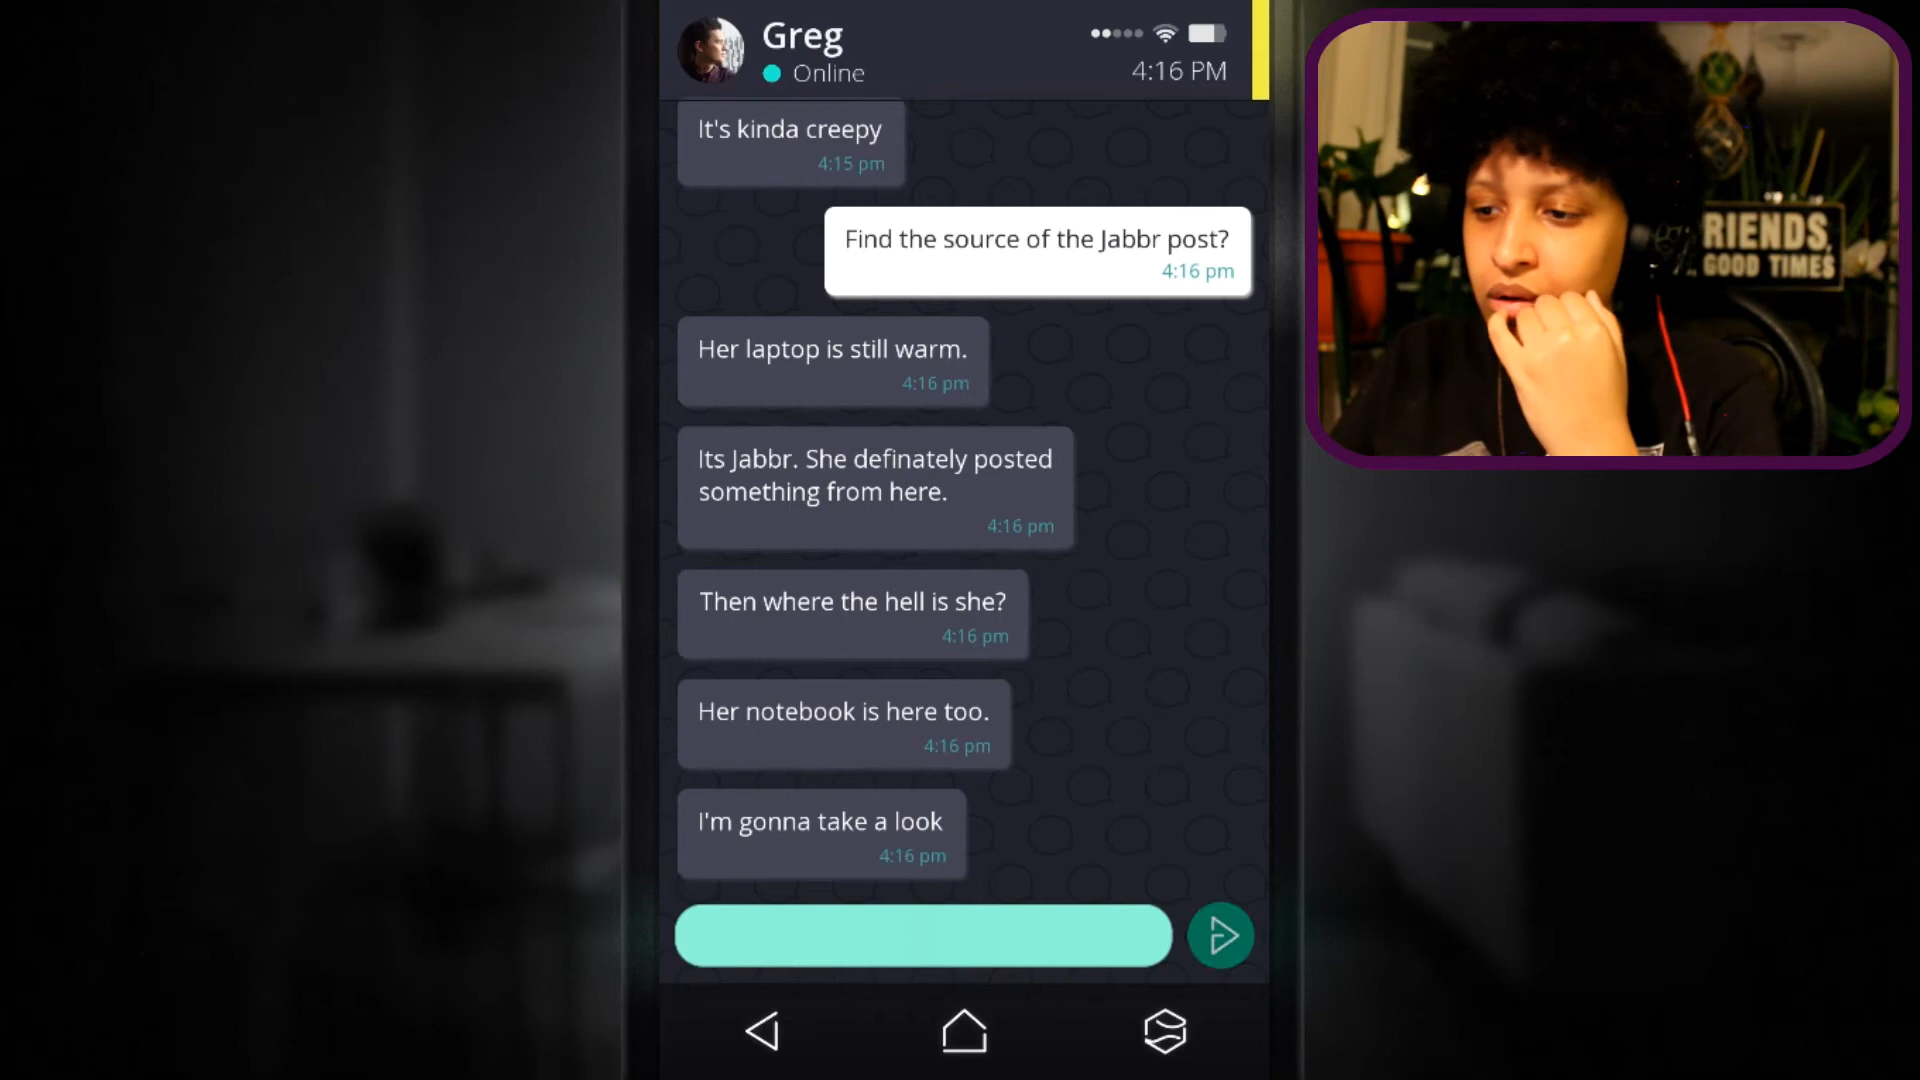 Greg
Online
4:16 PM
It's kinda creepy
4:15 pm
Find the source of the Jabbr post?
4:16 pm
Her laptop is still warm.
4:16 pm
Its Jabbr. She definately posted
something from here.
4:16 pm
Then where the hell is she?
4:16 pm
Her notebook is here too.
4:16 pm
I'm gonna take a look
4:16 pm
RIENDS,
GOOD TIMES